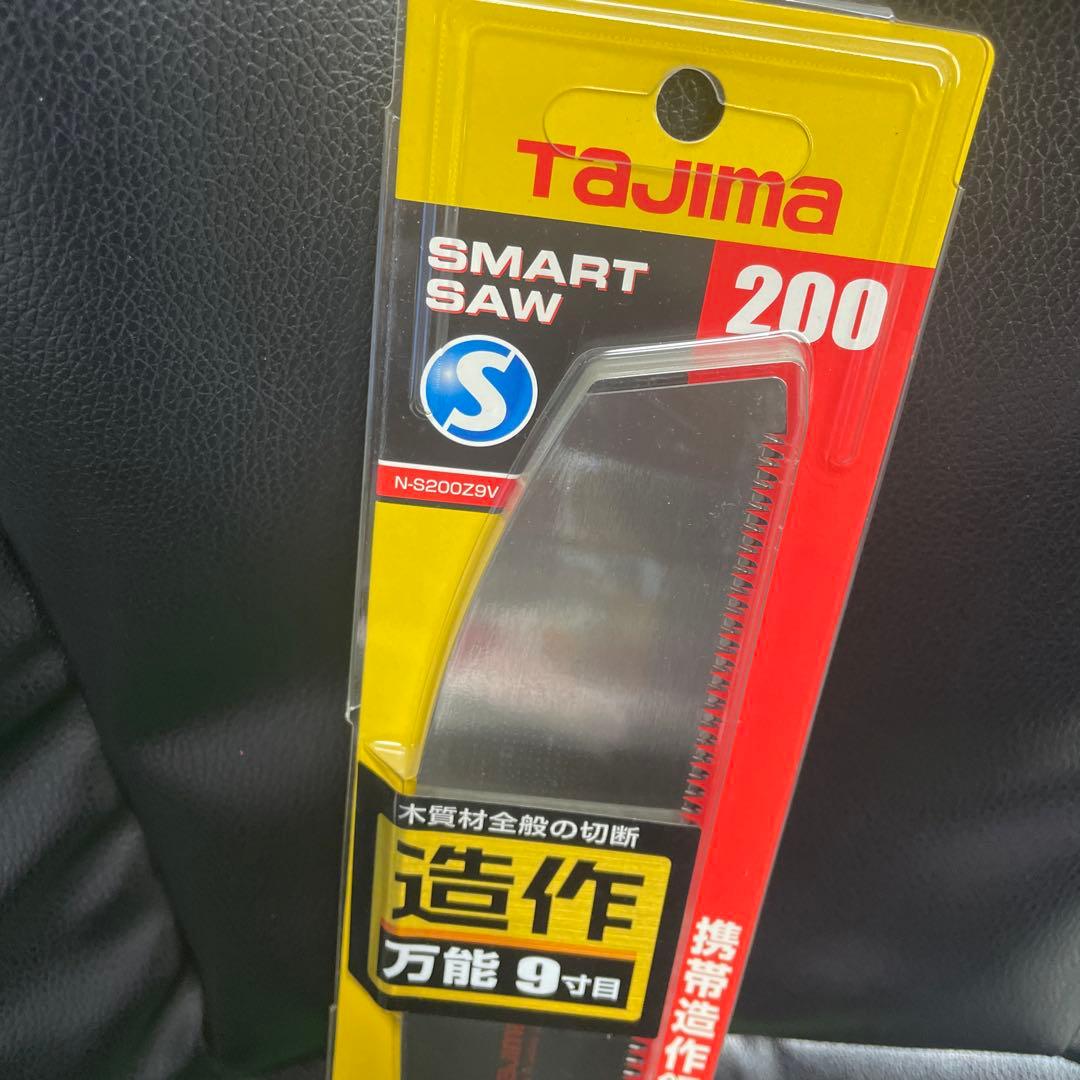 Tajima
SMART
SAW
200
S
N-S200Z9V
木質材全般の切断
造作
万能 9寸目
携帯造作